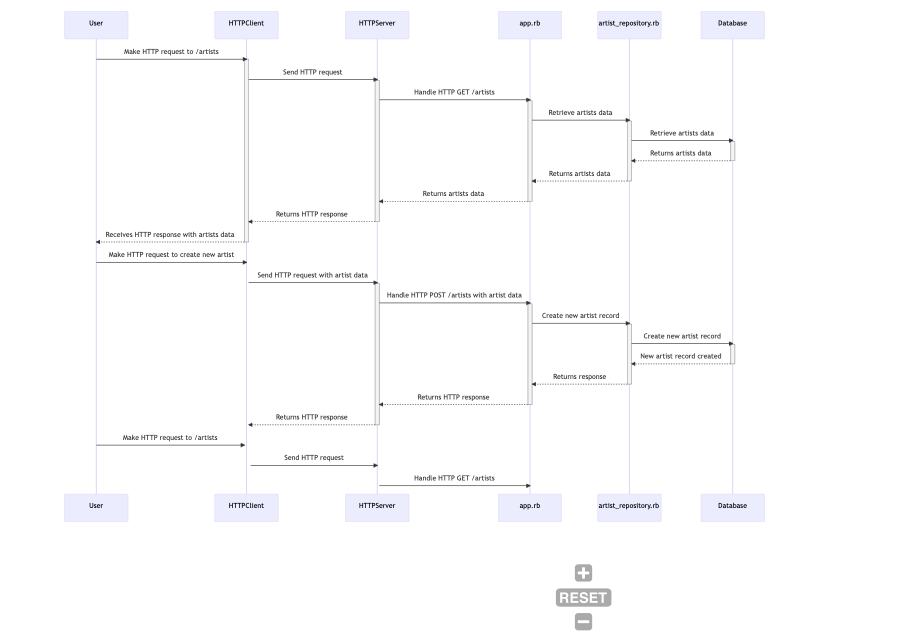 User HTTPClient HTTPServer app.rb artist_repository.rb Database
Make HTTP request to /artists
Send HTTP request
Handle HTTP GET /artists
Retrieve artists data
Retrieve artists data
Returns artists data
Returns artists data
Returns artists data
Returns HTTP response
Receives HTTP response with artists data
Make HTTP request to create new artist
Send HTTP request with artist data
Handle HTTP POST /artists with artist data
Create new artist record
Create new artist record
New artist record created
Returns response
Returns HTTP response
Returns HTTP response
Make HTTP request to /artists
Send HTTP request
Handle HTTP GET /artists
User HTTPClient HTTPServer app.rb artist_repository.rb Database
RESET